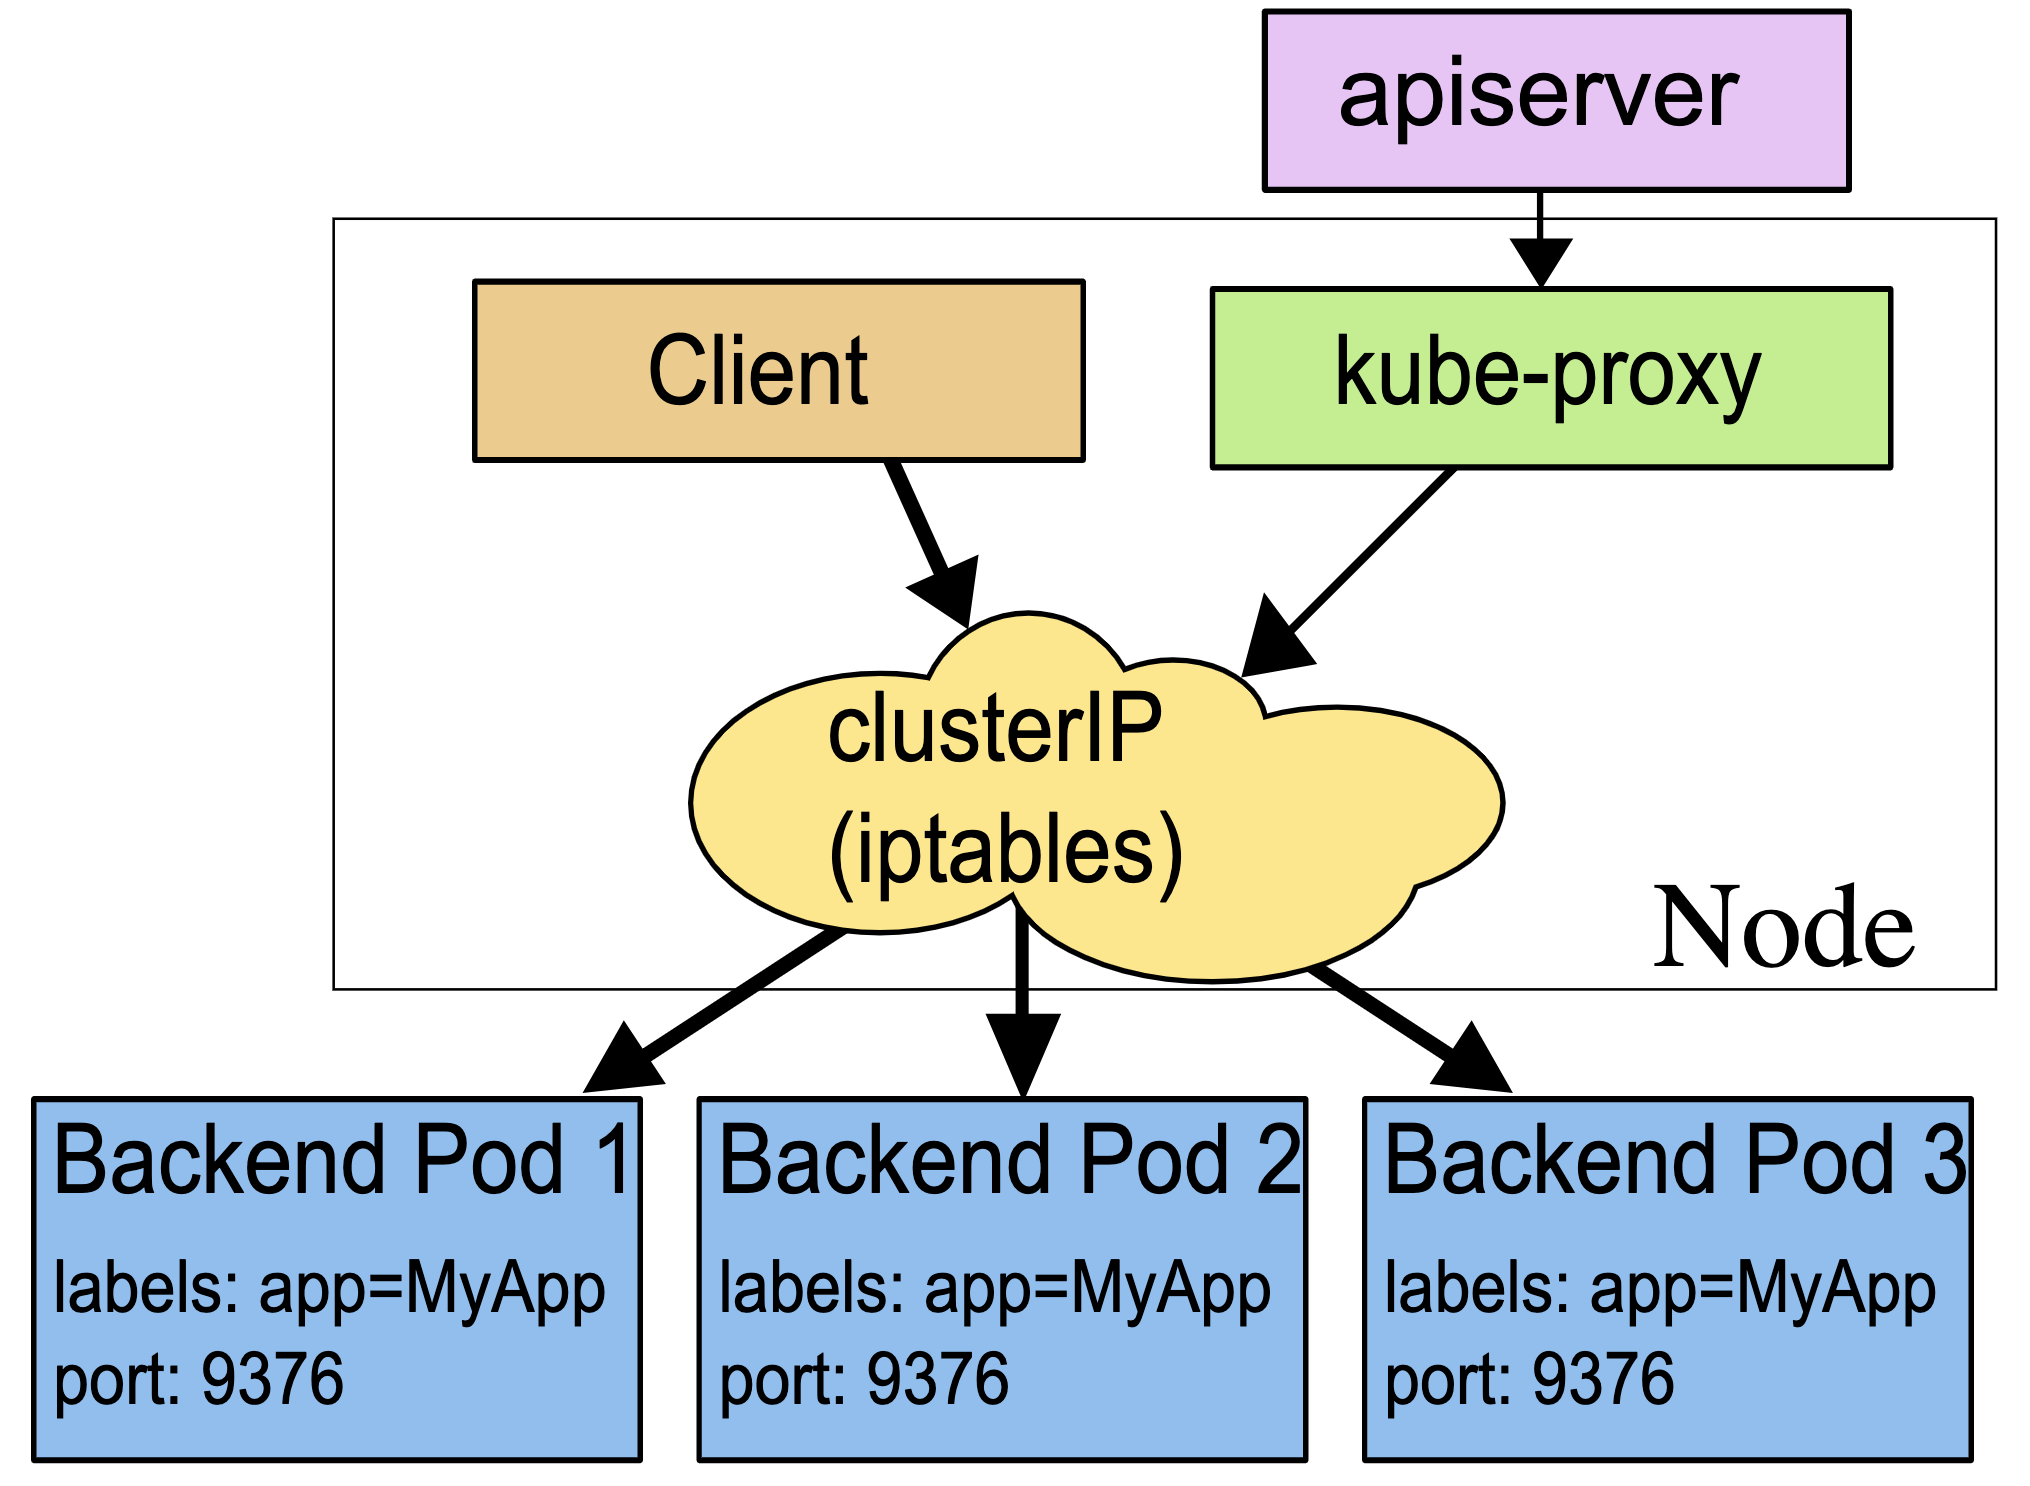 apiserver
Client
kube-proxy
clusterIP
(iptables)
Node
Backend Pod 1
labels: app=MyApp
port: 9376
Backend Pod 2
labels: app=MyApp
port: 9376
Backend Pod 3
labels: app=MyApp
port: 9376